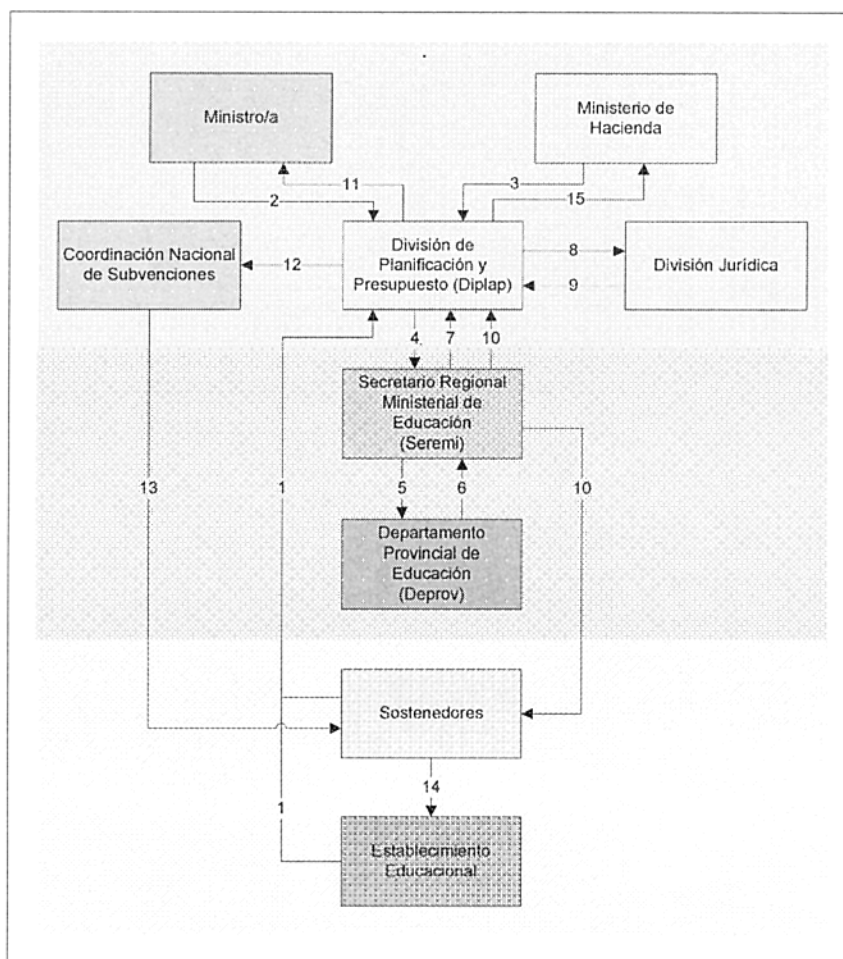 Ministro/a
Ministerio de
Hacienda
11
3
2
15
Coordinación Nacional
de Subvenciones
División de
Planificación y
Presupuesto (Diplap)
División Jurídica
12
8
9
4
7
10
Secretario Regional
Ministerial de
Educación
(Seremi)
13
1
5
6
10
Departamento
Provincial de
Educación
(Deprov)
Sostenedores
14
1
Establecimiento
Educacional